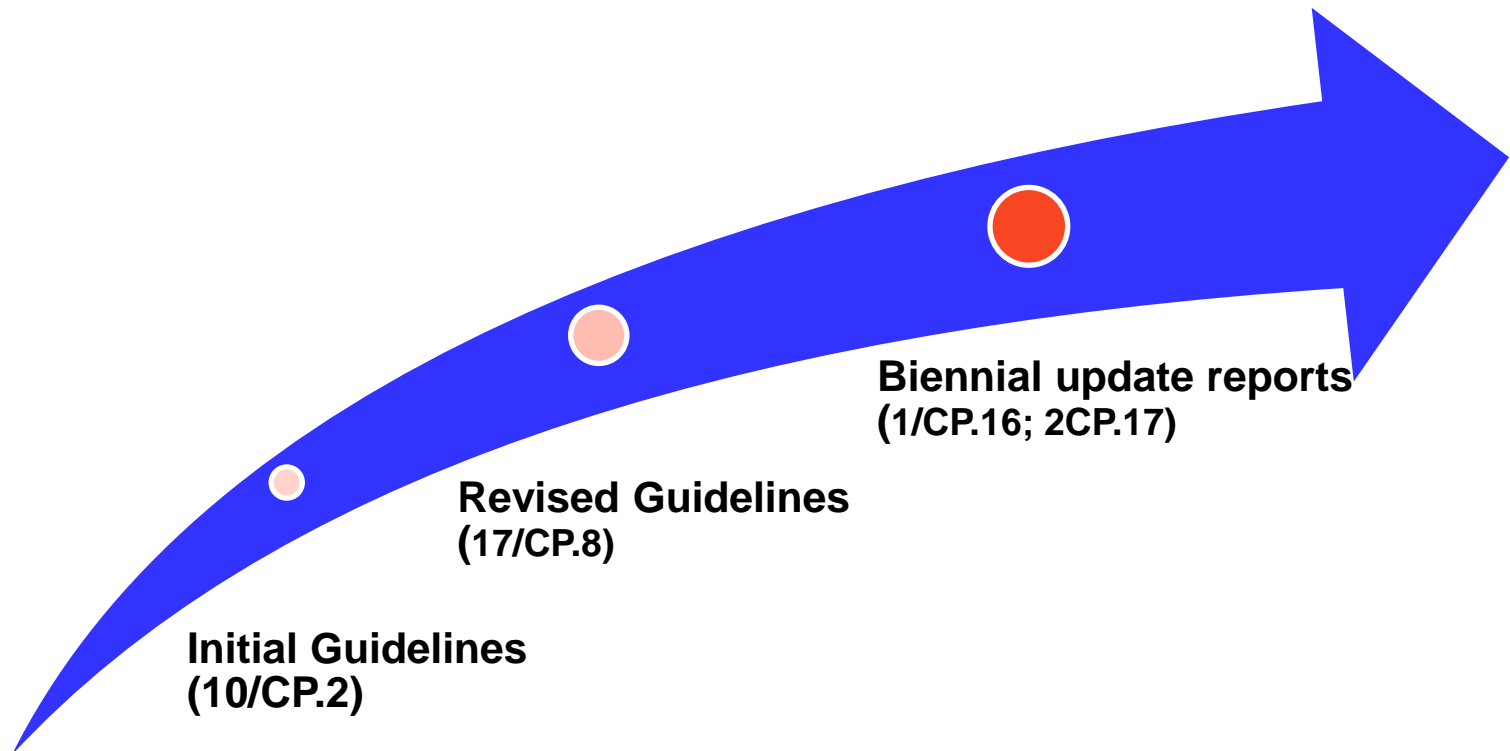 Biennial update reports
(1/CP.16; 2CP.17)
Revised Guidelines
(17/CP.8)
Initial Guidelines
(10/CP.2)